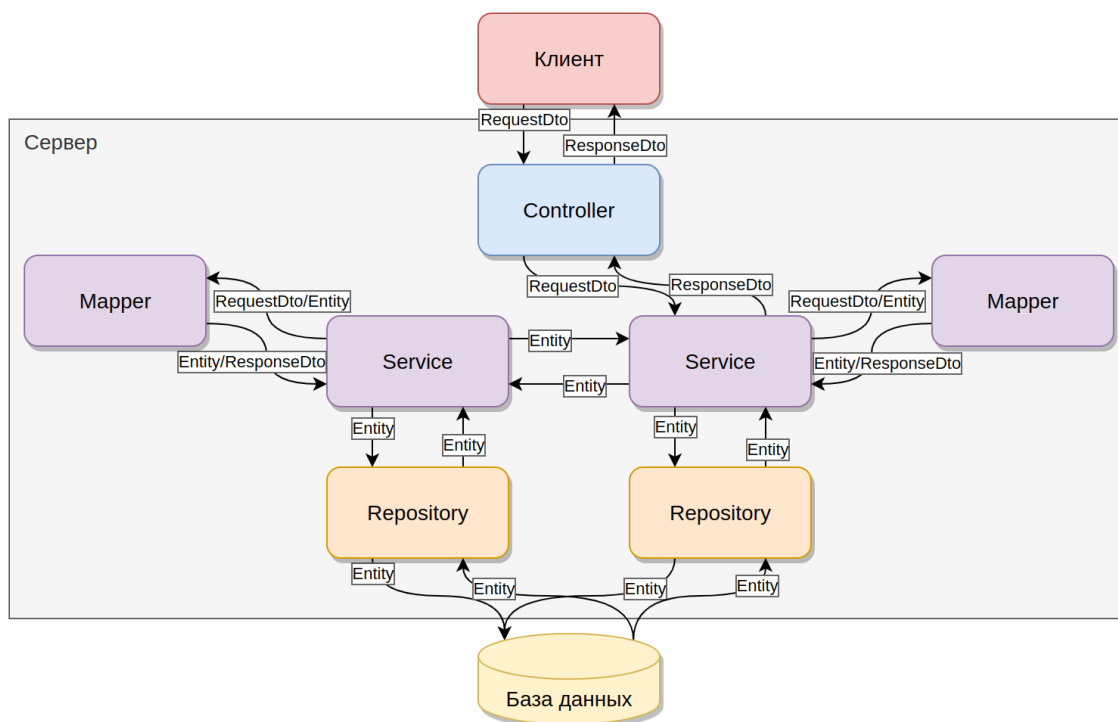 Клиент
RequestDto
Сервер
ResponseDto
Controller
Mapper
RequestDto
ResponseDto
Mapper
RequestDto/Entity
RequestDto/Entity
Entity
Service
Service
Entity/ResponseDto
Entity/ResponseDto
Entity
Entity
Entity
Entity
Entity
Repository
Repository
Entity
Entity
Entity
Entity
База данных